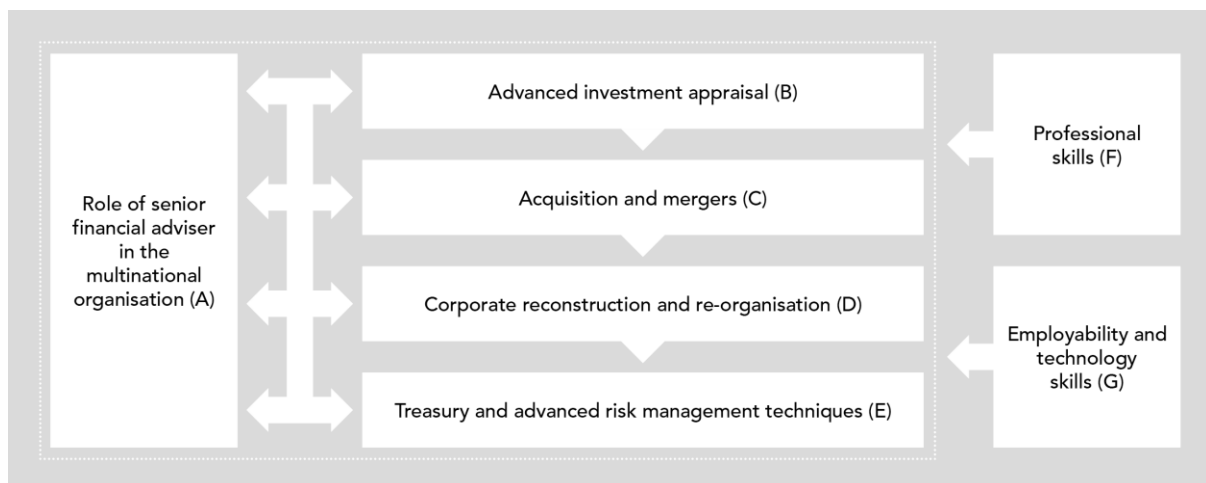 Role of senior
financial adviser
in the
multinational
organisation (A)
Advanced investment appraisal (B)
Acquisition and mergers (C)
Corporate reconstruction and re-organisation (D)
Treasury and advanced risk management techniques (E)
Professional
skills (F)
Employability and
technology
skills (G)